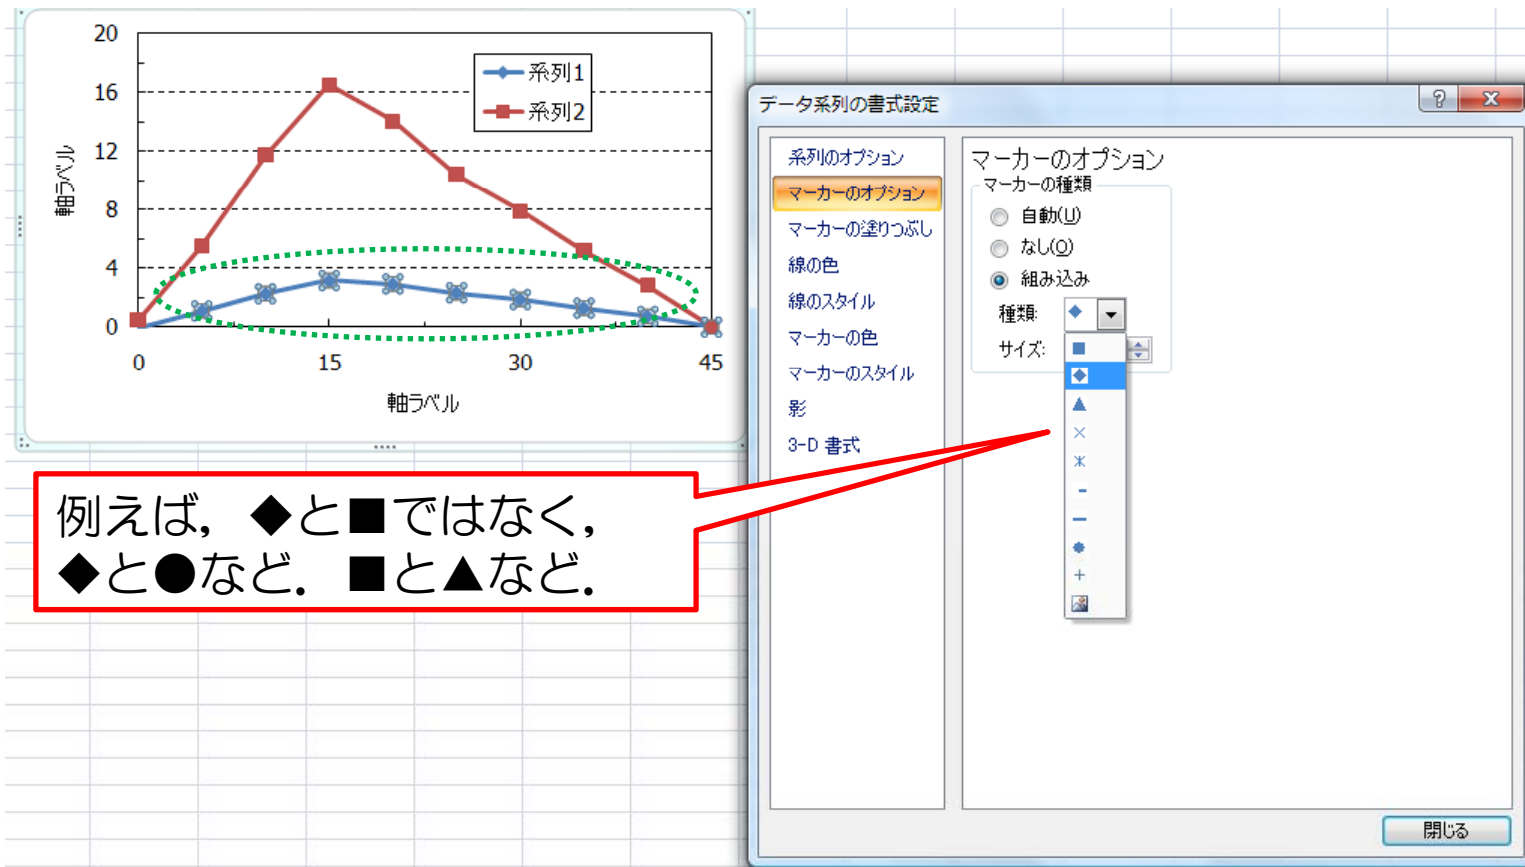 20
16
12
8
4
0
0 15 30 45
軸ラベル
軸ラベル
系列1
系列2
例えば，◆と■ではなく，
◆と●など．■と▲など．
データ系列の書式設定
系列のオプション
マーカーのオプション
マーカーの塗りつぶし
線の色
線のスタイル
マーカーの色
マーカーのスタイル
影
3-D 書式
マーカーのオプション
マーカーの種類
自動(U)
なし(O)
組み込み
種類:
サイズ:
閉じる